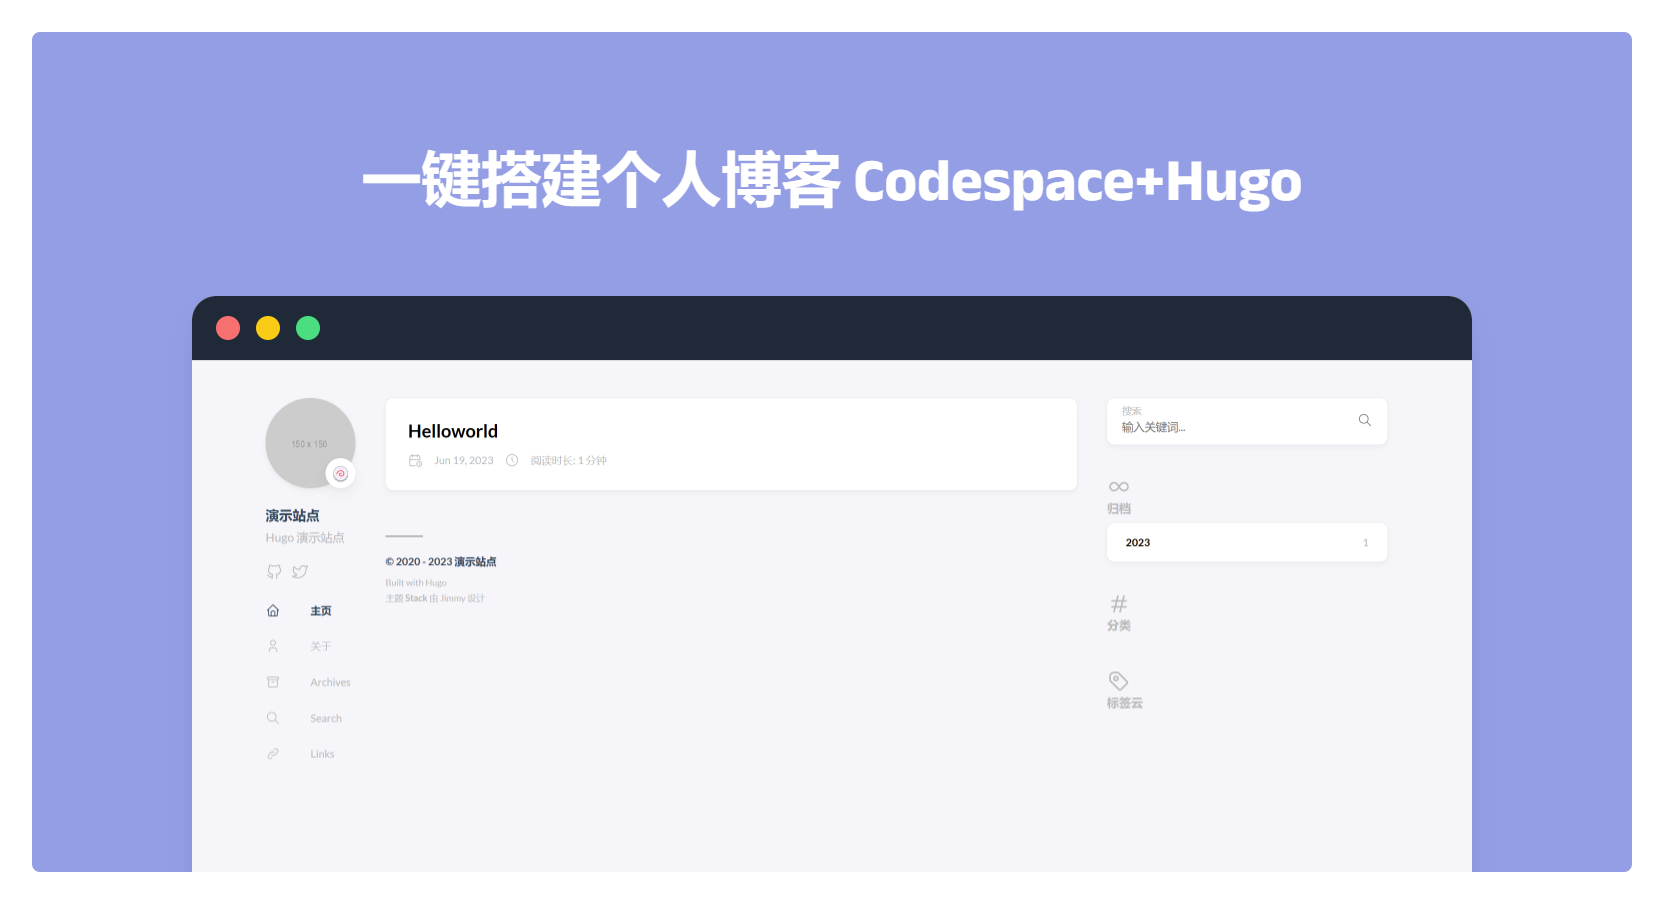 一键搭建个人博客 Codespace+Hugo
150 x 150
演示站点
Hugo 演示站点
主页
关于
Archives
Search
Links
Helloworld
Jun 19, 2023 阅读时长: 1 分钟
© 2020 - 2023 演示站点
Built with Hugo
主题 Stack 由 Jimmy 设计
搜索
输入关键词...
归档
2023 1
分类
标签云